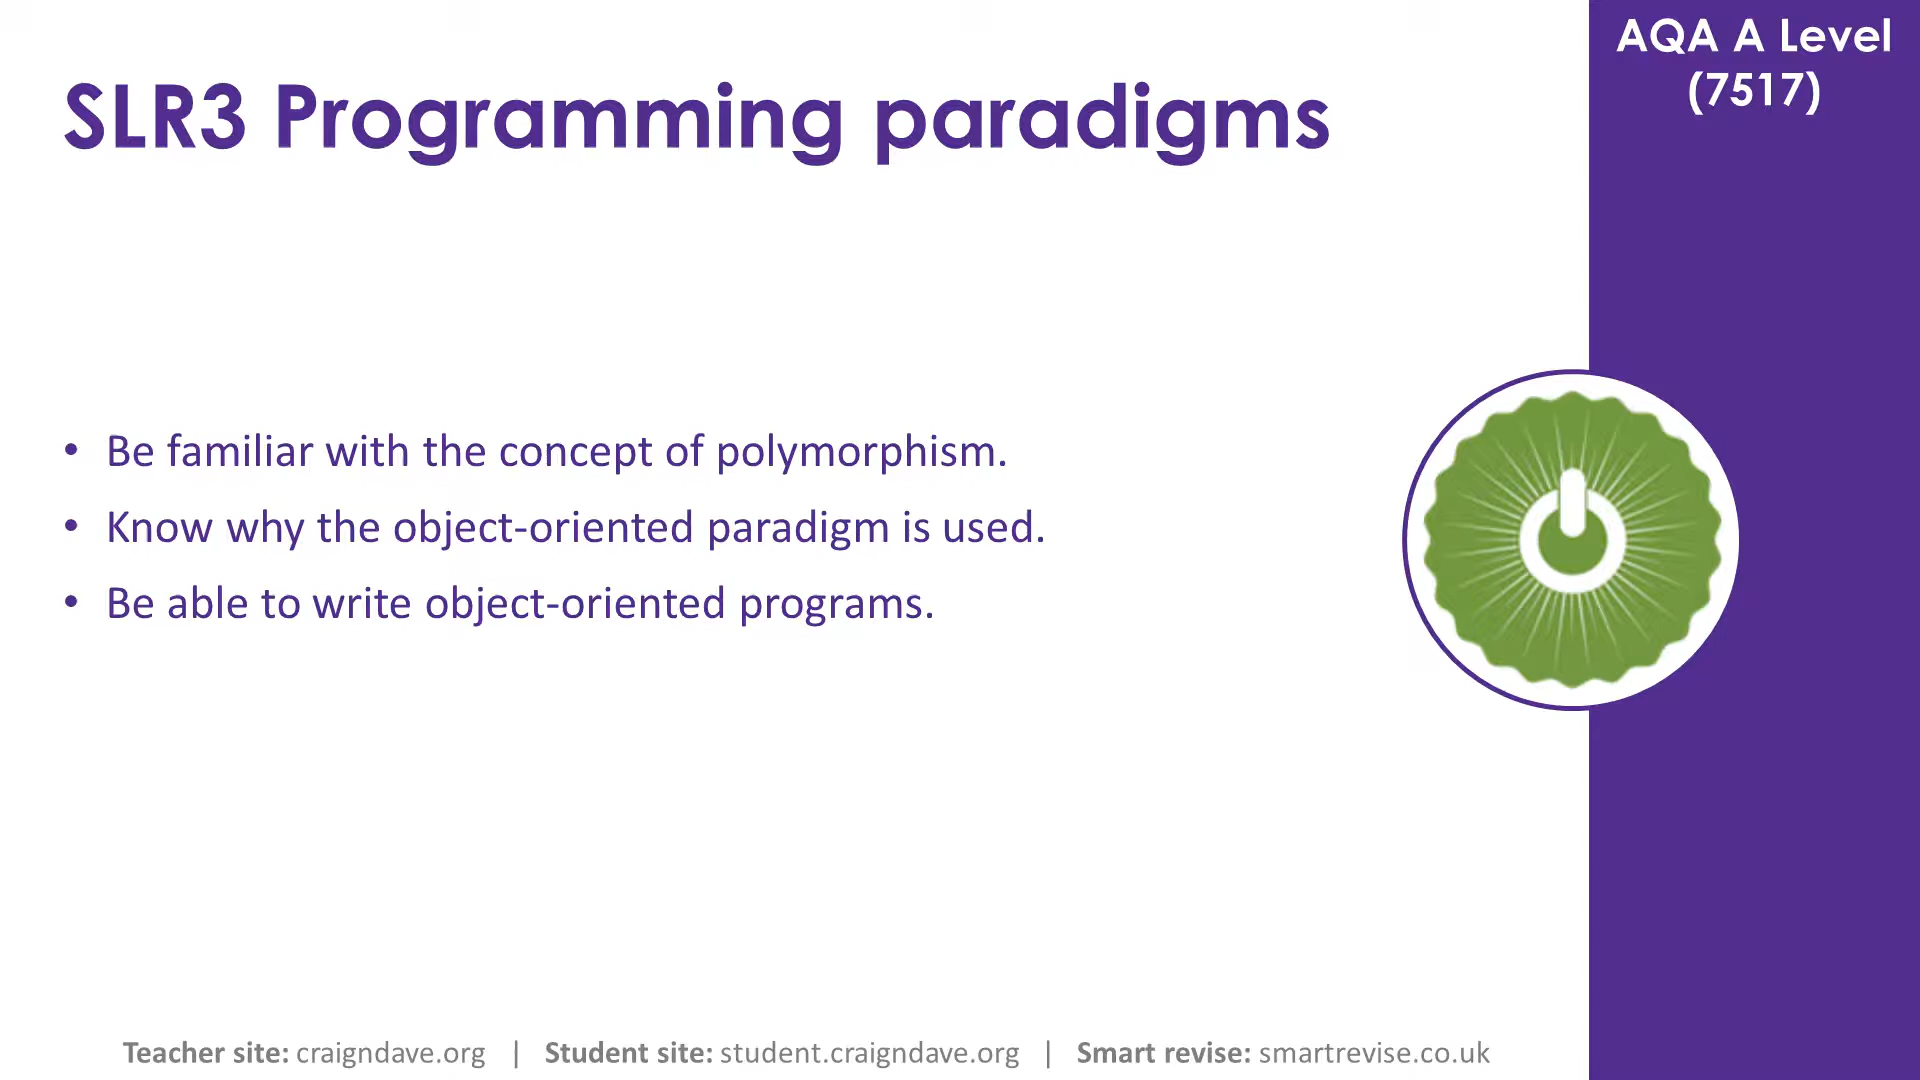 SLR3 Programming paradigms
AQA A Level
(7517)
• Be familiar with the concept of polymorphism.
• Know why the object-oriented paradigm is used.
• Be able to write object-oriented programs.
Teacher site: craigndave.org | Student site: student.craigndave.org | Smart revise: smartrevise.co.uk